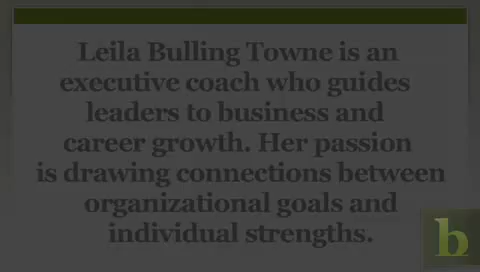 Leila Bulling Towne is an
executive coach who guides
leaders to business and
career growth. Her passion
is drawing connections between
organizational goals and
individual strengths.
b